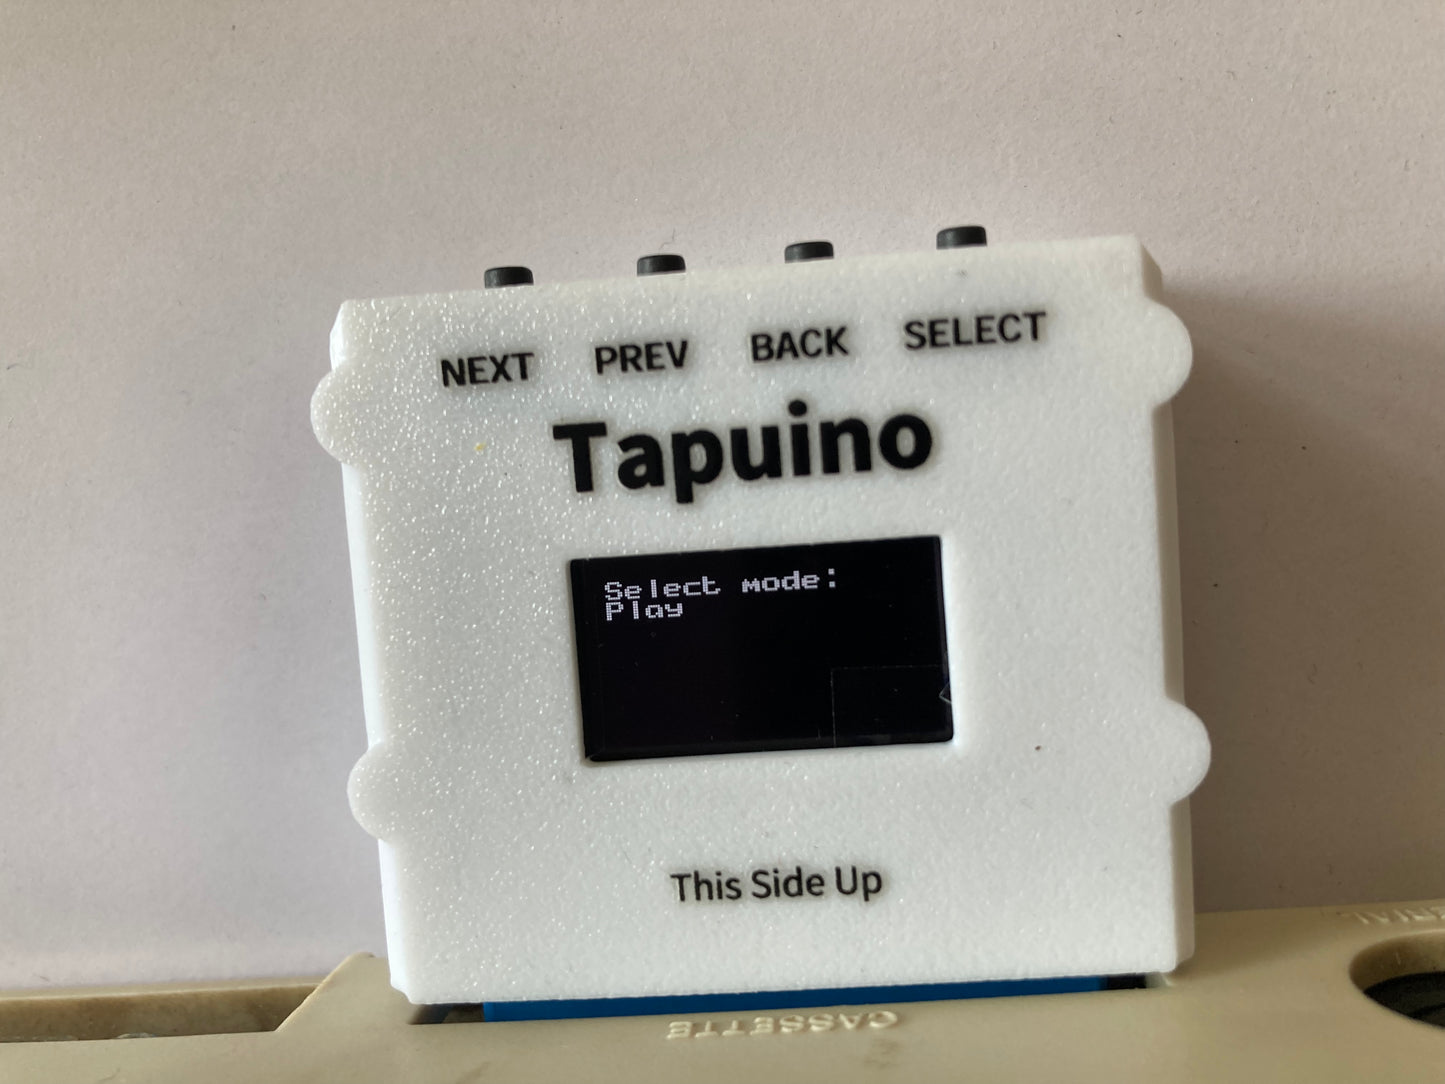 NEXT PREV BACK SELECT
Tapuino
Select mode:
Play
This Side Up
CASSETTE